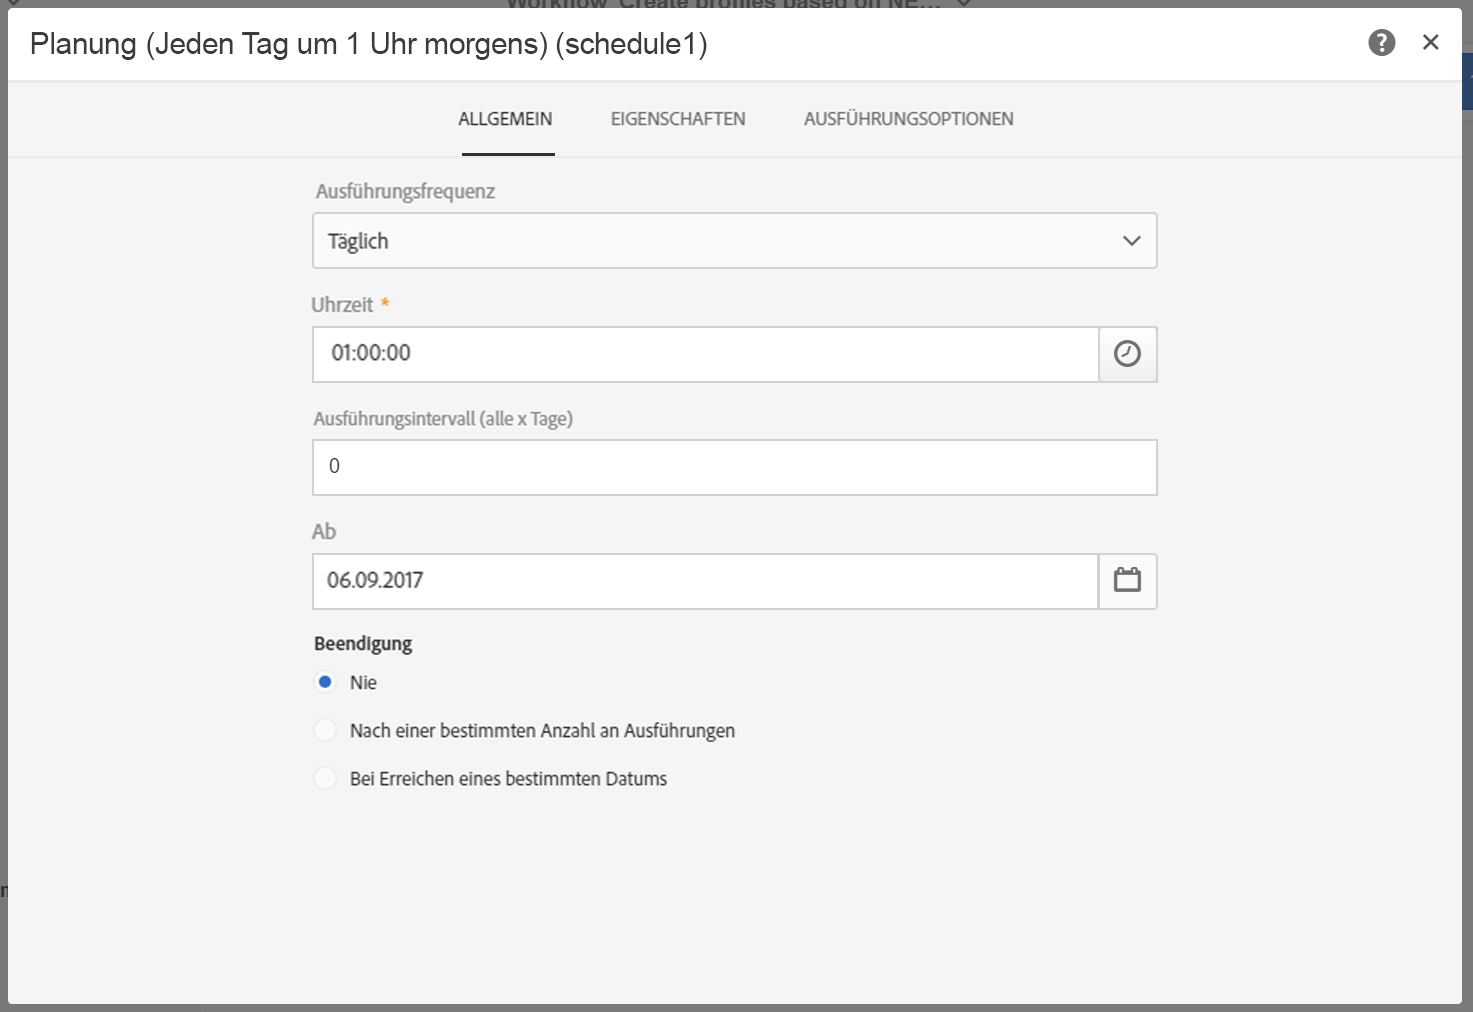 Workflow 'Create profiles based on NE...
Planung (Jeden Tag um 1 Uhr morgens) (schedule1)
ALLGEMEIN EIGENSCHAFTEN AUSFÜHRUNGSOPTIONEN
Ausführungsfrequenz
Täglich
Uhrzeit *
01:00:00
Ausführungsintervall (alle x Tage)
0
Ab
06.09.2017
Beendigung
Nie
Nach einer bestimmten Anzahl an Ausführungen
Bei Erreichen eines bestimmten Datums